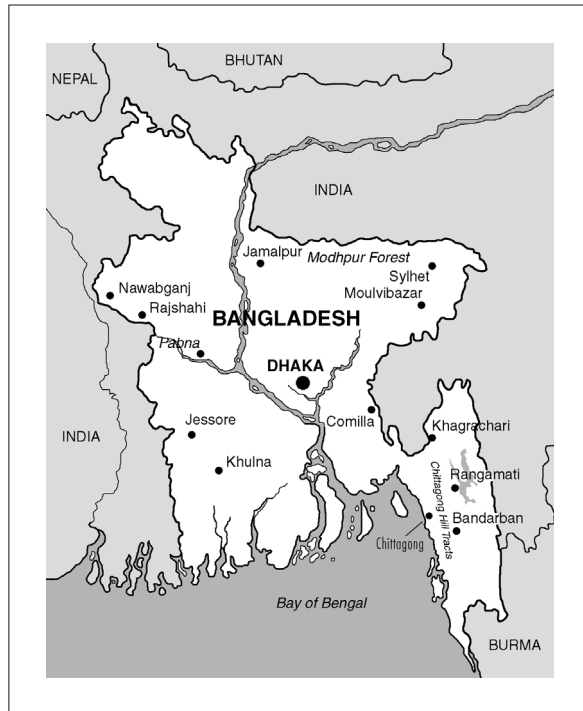 BHUTAN
NEPAL
INDIA
Jamalpur
Modhpur Forest
Sylhet
Nawabganj
Moulvibazar
Rajshahi
BANGLADESH
Pabna
DHAKA
Jessore
Comilla
Khagrachari
INDIA
Khulna
Rangamati
Chittagong Hill Tracts
Bandarban
Chittagong
Bay of Bengal
BURMA